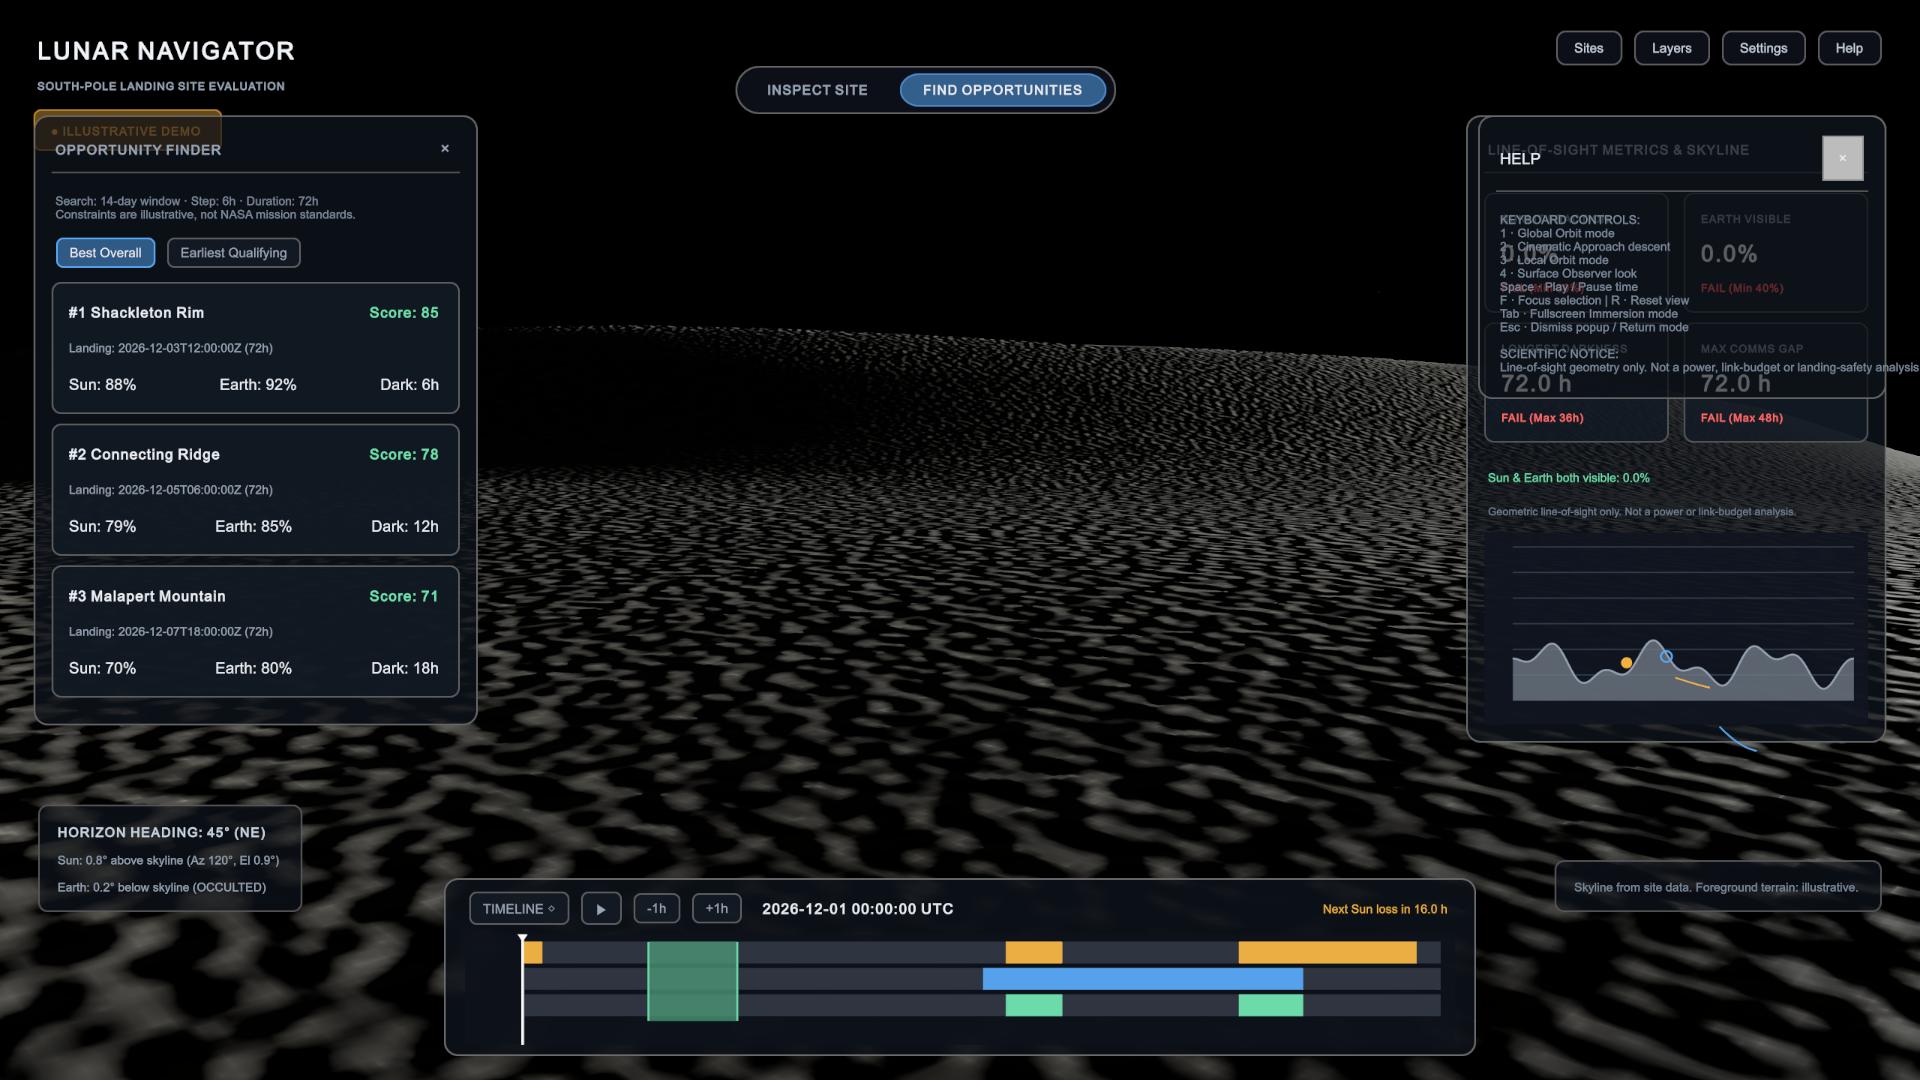 LUNAR NAVIGATOR
SOUTH-POLE LANDING SITE EVALUATION
INSPECT SITE
FIND OPPORTUNITIES
Sites
Layers
Settings
Help
● ILLUSTRATIVE DEMO
OPPORTUNITY FINDER
×
Search: 14-day window · Step: 6h · Duration: 72h
Constraints are illustrative, not NASA mission standards.
Best Overall
Earliest Qualifying
#1 Shackleton Rim
Score: 85
Landing: 2026-12-03T12:00:00Z (72h)
Sun: 88%
Earth: 92%
Dark: 6h
#2 Connecting Ridge
Score: 78
Landing: 2026-12-05T06:00:00Z (72h)
Sun: 79%
Earth: 85%
Dark: 12h
#3 Malapert Mountain
Score: 71
Landing: 2026-12-07T18:00:00Z (72h)
Sun: 70%
Earth: 80%
Dark: 18h
LINE-OF-SIGHT METRICS & SKYLINE
HELP
×
KEYBOARD CONTROLS:
1 · Global Orbit mode
2 · Cinematic Approach descent
3 · Local Orbit mode
4 · Surface Observer look
Space · Play / Pause time
F · Focus selection | R · Reset view
Tab · Fullscreen Immersion mode
Esc · Dismiss popup / Return mode
SCIENTIFIC NOTICE:
Line-of-sight geometry only. Not a power, link-budget or landing-safety analysis
0.0%
EARTH VISIBLE
0.0%
FAIL (Min 40%)
LONGEST DARKNESS
72.0 h
FAIL (Max 36h)
MAX COMMS GAP
72.0 h
FAIL (Max 48h)
Sun & Earth both visible: 0.0%
Geometric line-of-sight only. Not a power or link-budget analysis.
HORIZON HEADING: 45° (NE)
Sun: 0.8° above skyline (Az 120°, El 0.9°)
Earth: 0.2° below skyline (OCCULTED)
Skyline from site data. Foreground terrain: illustrative.
TIMELINE
-1h
+1h
2026-12-01 00:00:00 UTC
Next Sun loss in 16.0 h